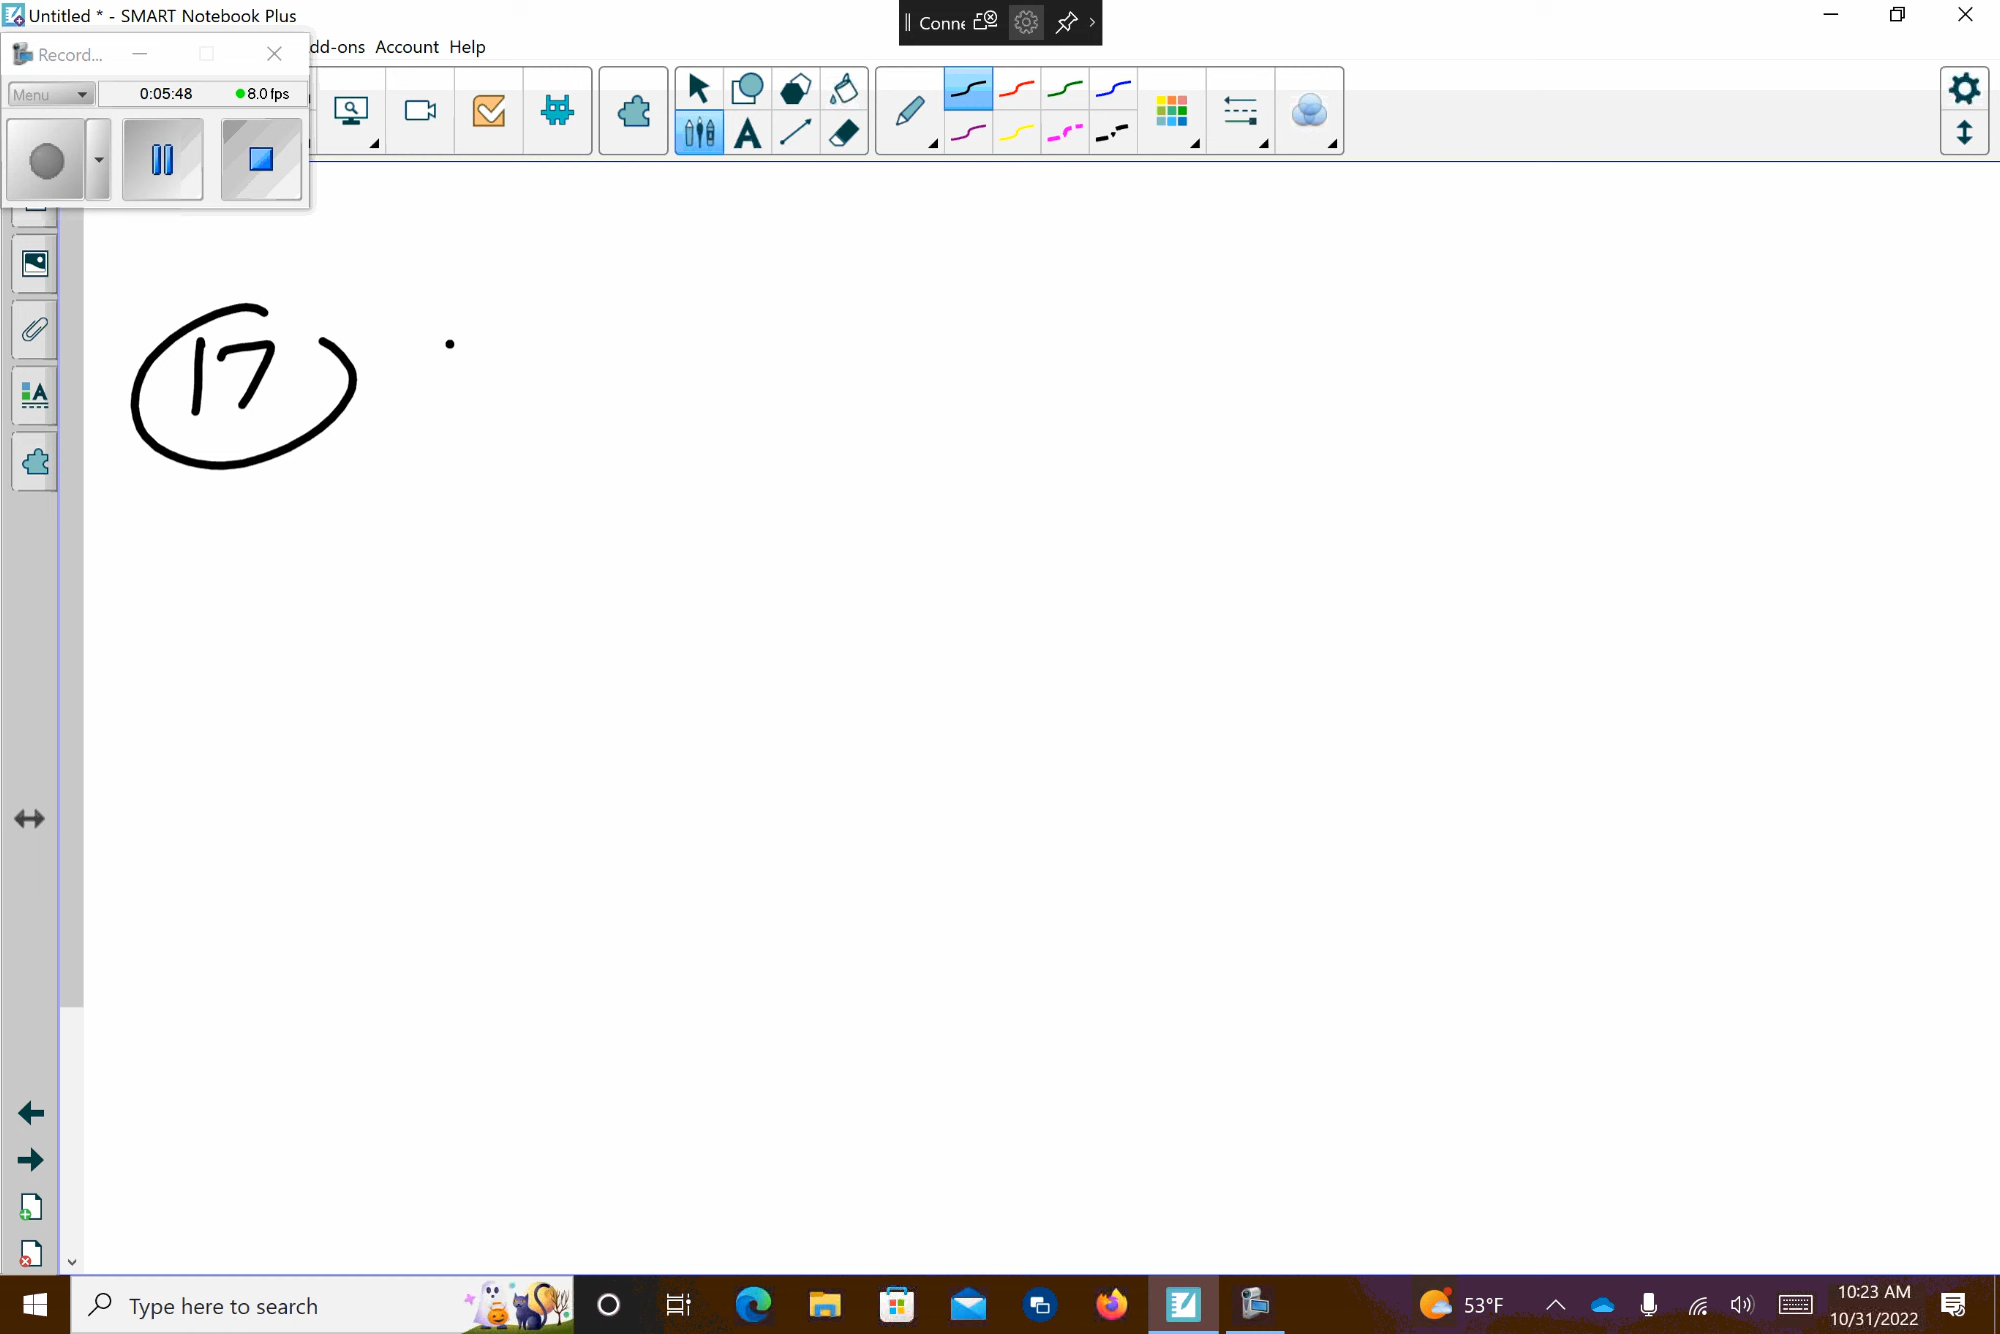 Untitled * - SMART Notebook Plus
Conne
Record...
dd-ons Account Help
Menu 0:05:48 8.0 fps
A
A
17
Type here to search
53°F
10:23 AM
10/31/2022